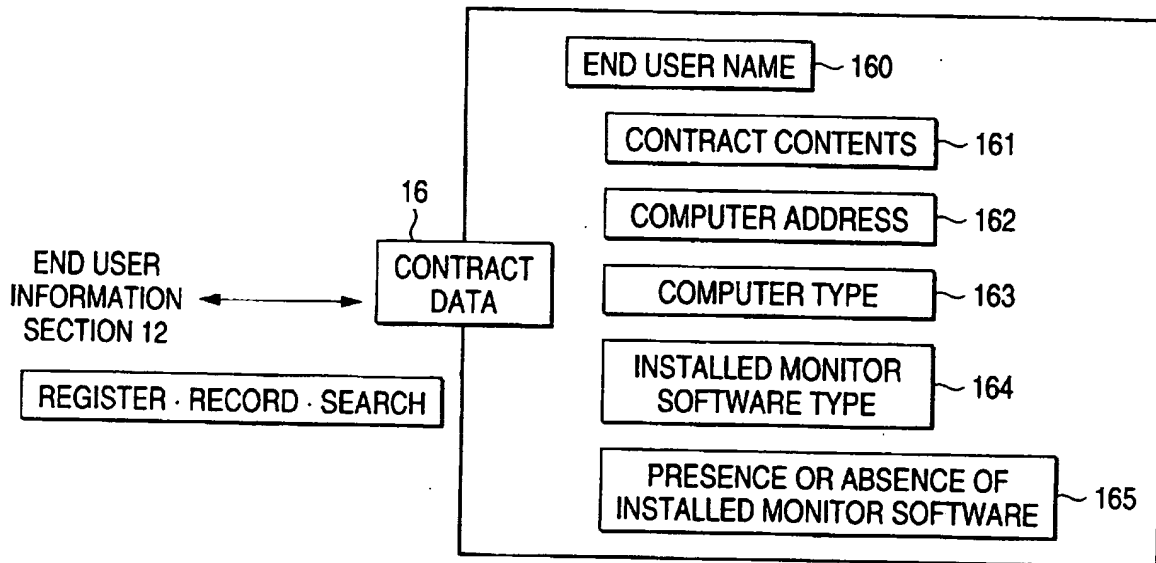 END USER NAME 160
CONTRACT CONTENTS 161
COMPUTER ADDRESS 162
COMPUTER TYPE 163
INSTALLED MONITOR
SOFTWARE TYPE 164
PRESENCE OR ABSENCE OF
INSTALLED MONITOR SOFTWARE 165
16
CONTRACT
DATA
END USER
INFORMATION
SECTION 12
REGISTER · RECORD · SEARCH